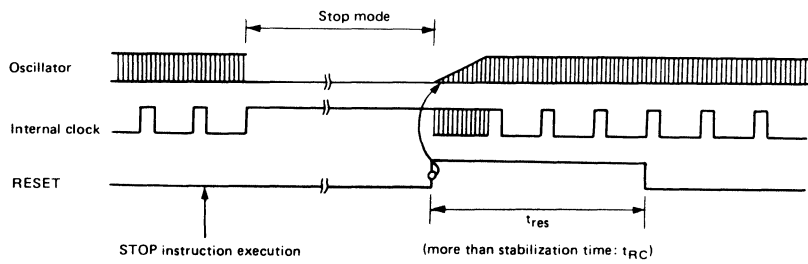 Stop mode
Oscillator
Internal clock
RESET
tres
STOP instruction execution
(more than stabilization time: tRC)